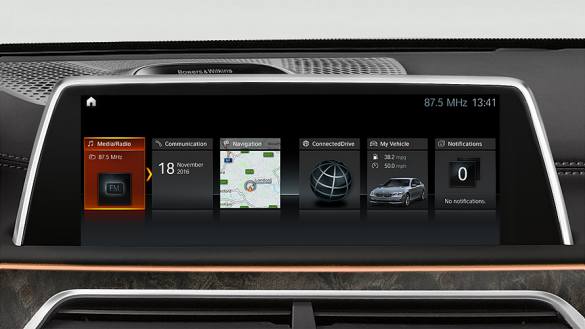 Bowers & Wilkins
87.5 MHz 13:41
Media/Radio
87.5 MHz
FM
Communication
18 November
2016
Navigation
London
ConnectedDrive
My Vehicle
38.2 mpg
50.0 mph
Notifications
0
No notifications.